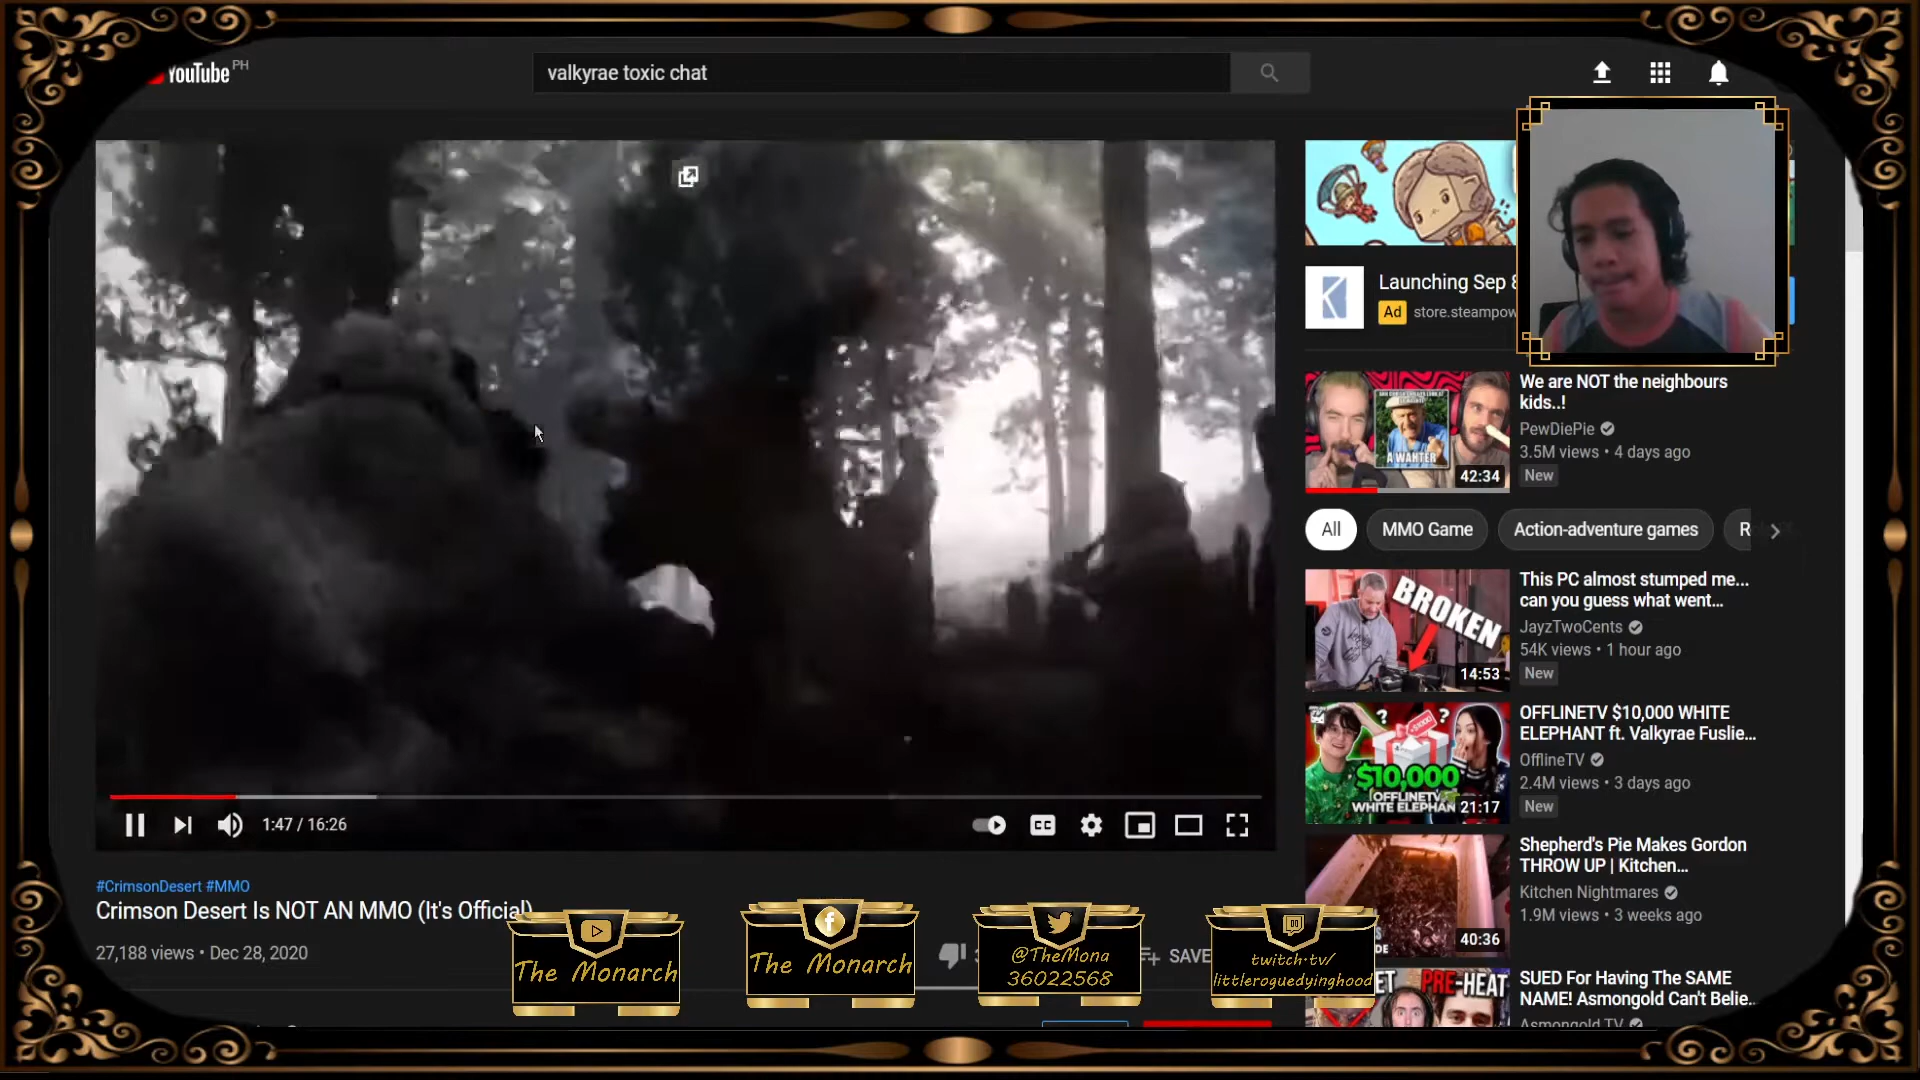 YouTube PH
valkyrae toxic chat
Launching Sep 8
Ad store.steampow
We are NOT the neighbours
kids..!
PewDiePie
3.5M views • 4 days ago
New
A WAHTER
42:34
All
MMO Game
Action-adventure games
R
This PC almost stumped me...
can you guess what went...
JayzTwoCents
54K views • 1 hour ago
New
BROKEN
14:53
OFFLINETV $10,000 WHITE
ELEPHANT ft. Valkyrae Fuslie...
OfflineTV
2.4M views • 3 days ago
New
$10,000
OFFLINETV
WHITE ELEPHAN
21:17
Shepherd's Pie Makes Gordon
THROW UP | Kitchen...
Kitchen Nightmares
1.9M views • 3 weeks ago
40:36
SUED For Having The SAME
NAME! Asmongold Can't Belie..
Asmongold TV
PRE-HEAT
1:47 / 16:26
CC
#CrimsonDesert #MMO
Crimson Desert Is NOT AN MMO (It's Official)
27,188 views • Dec 28, 2020
SAVE
The Monarch
The Monarch
@TheMona
36022568
twitch.tv/
littleroguedyinghood